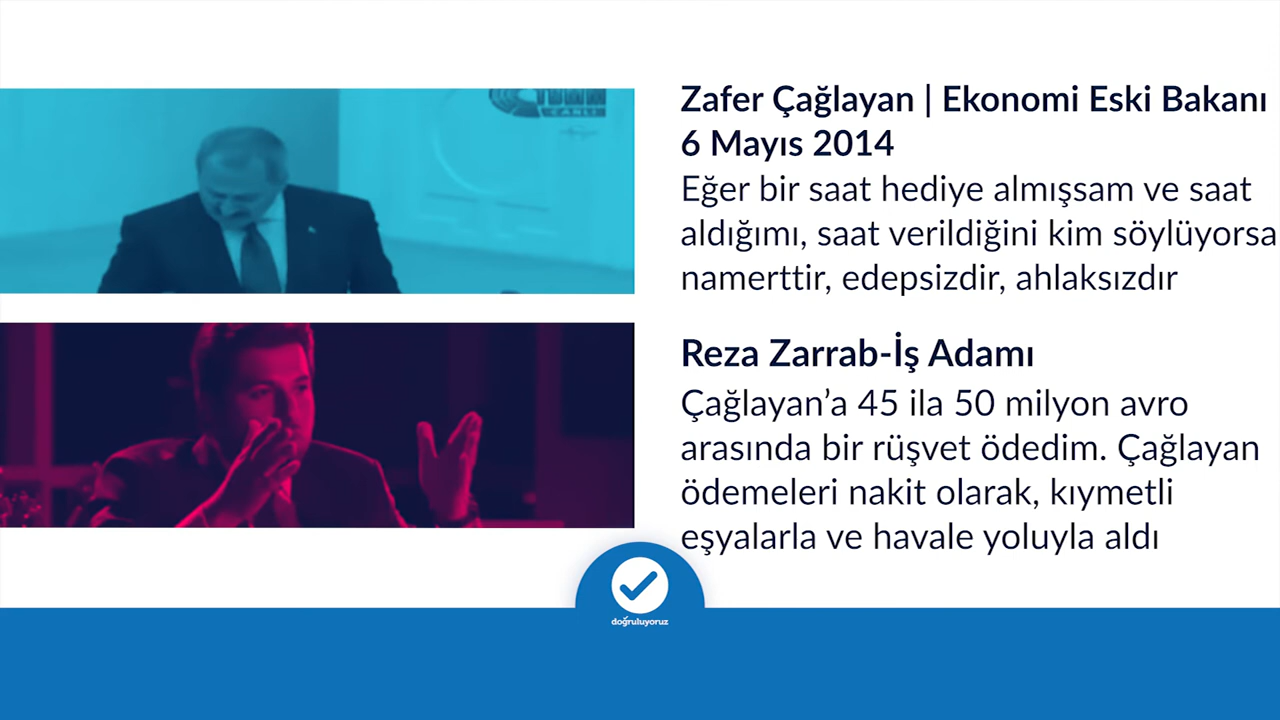 CANLI
Zafer Çağlayan | Ekonomi Eski Bakanı
6 Mayıs 2014
Eğer bir saat hediye almışsam ve saat
aldığımı, saat verildiğini kim söylüyorsa
namerttir, edepsizdir, ahlaksızdır
Reza Zarrab-İş Adamı
Çağlayan’a 45 ila 50 milyon avro
arasında bir rüşvet ödedim. Çağlayan
ödemeleri nakit olarak, kıymetli
eşyalarla ve havale yoluyla aldı
doğruluyoruz